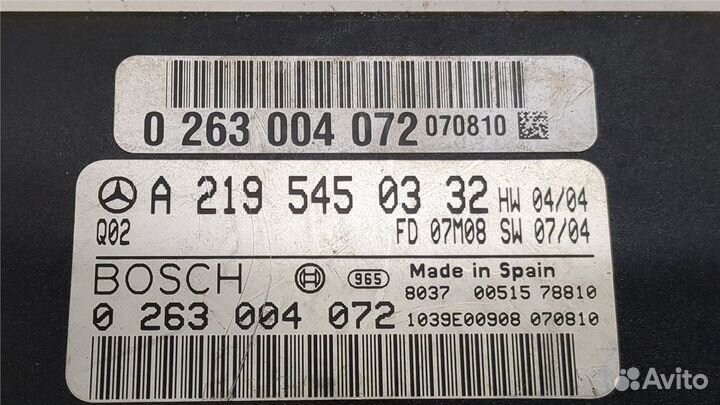 0 263 004 072 070810
A 219 545 03 32 HW 04/04
Q02 FD 07M08 SW 07/04
BOSCH 965 Made in Spain
8037 00515 78810
0 263 004 072 1039E00908 070810
Avito